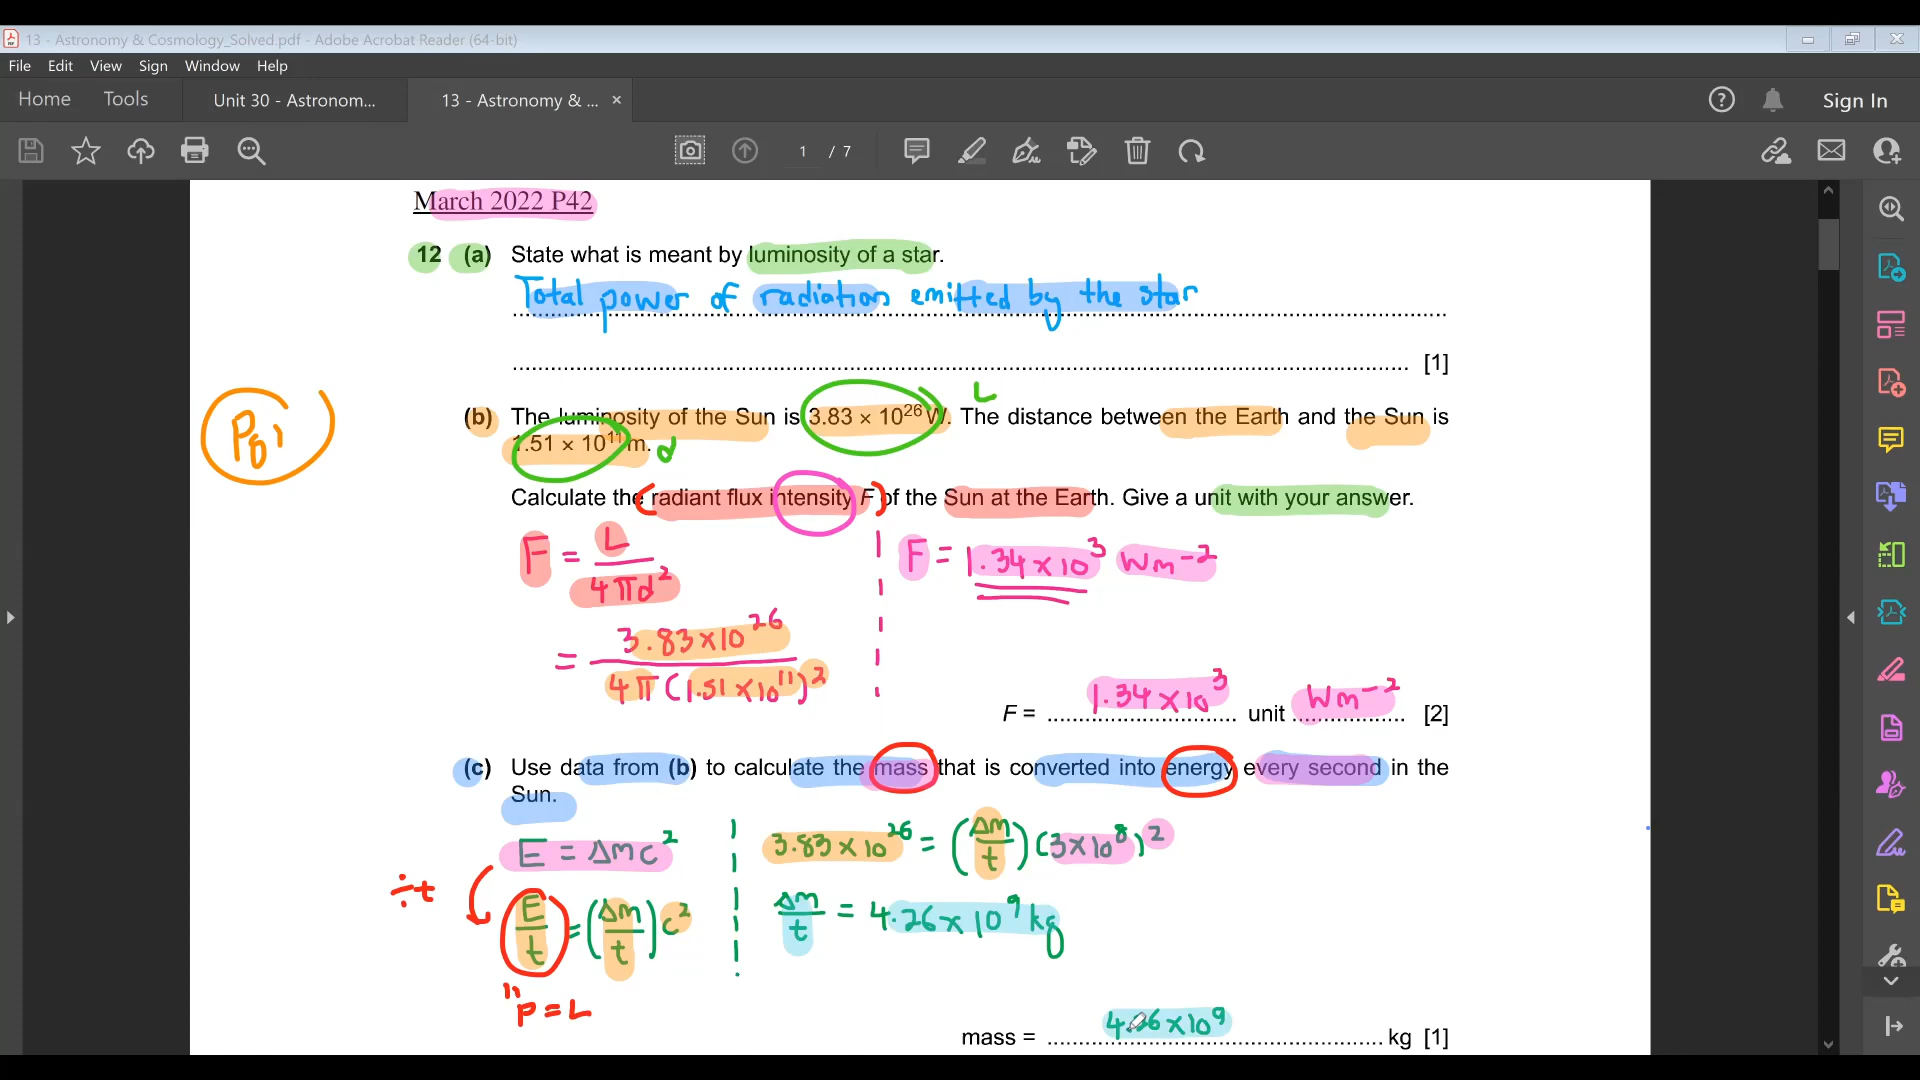 13 - Astronomy & Cosmology_Solved.pdf - Adobe Acrobat Reader (64-bit)
File Edit View Sign Window Help
Home Tools Unit 30 - Astronom... 13 - Astronomy & ... × Sign In
1 / 7
March 2022 P42
12 (a) State what is meant by luminosity of a star.
Total power of radiation emitted by the star
[1]
L
(b) The luminosity of the Sun is 3.83 × 10²⁶ W. The distance between the Earth and the Sun is
1.51 × 10¹¹ m. d
Calculate the (radiant flux intensity F) of the Sun at the Earth. Give a unit with your answer.
F = L / 4πd²
F = 1.34 × 10³ Wm⁻²
= 3.83 × 10²⁶ / 4π (1.51 × 10¹¹)²
F = 1.34 × 10³ unit Wm⁻² [2]
(c) Use data from (b) to calculate the mass that is converted into energy every second in the
Sun.
E = Δmc²
3.83 × 10²⁶ = (Δm/t) (3 × 10⁸)²
÷t
E/t = (Δm/t) c²
Δm/t = 4.26 × 10⁹ kg
" P = L
mass = 4.26 × 10⁹ kg [1]